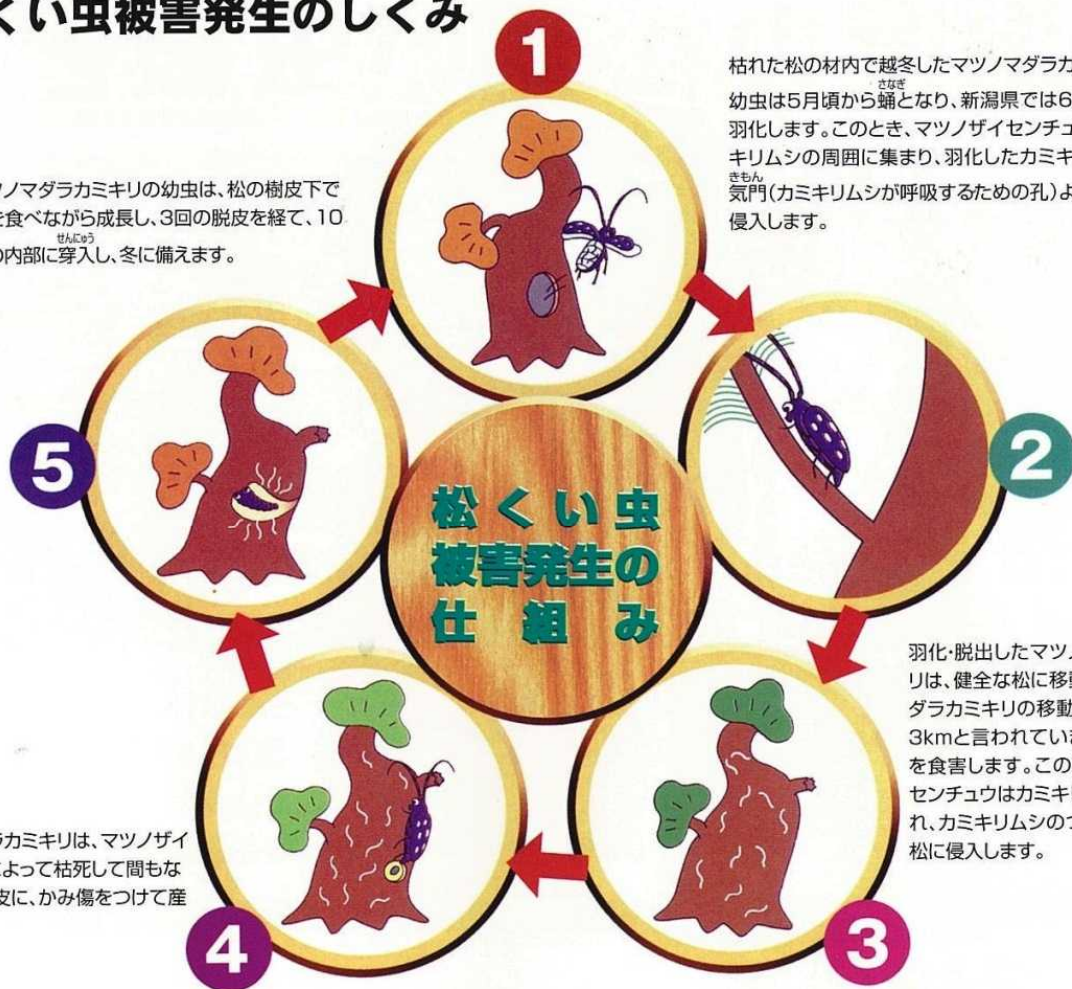 くい虫被害発生のしくみ
1
枯れた松の材内で越冬したマツノマダラカ
幼虫は5月頃から蛹となり、新潟県では6
さなぎ
羽化します。このとき、マツノザイセンチュ
キリムシの周囲に集まり、羽化したカミキ
きもん
気門(カミキリムシが呼吸するための孔)よ
侵入します。
2
羽化・脱出したマツノ
リは、健全な松に移動
ダラカミキリの移動
3kmと言われていま
を食害します。この
センチュウはカミキリ
れ、カミキリムシのつ
松に侵入します。
3
4
ラカミキリは、マツノザイ
よって枯死して間もな
皮に、かみ傷をつけて産
5
ノマダラカミキリの幼虫は、松の樹皮下で
を食べながら成長し、3回の脱皮を経て、10
せんにゅう
の内部に穿入し、冬に備えます。
松くい虫
被害発生の
仕組み